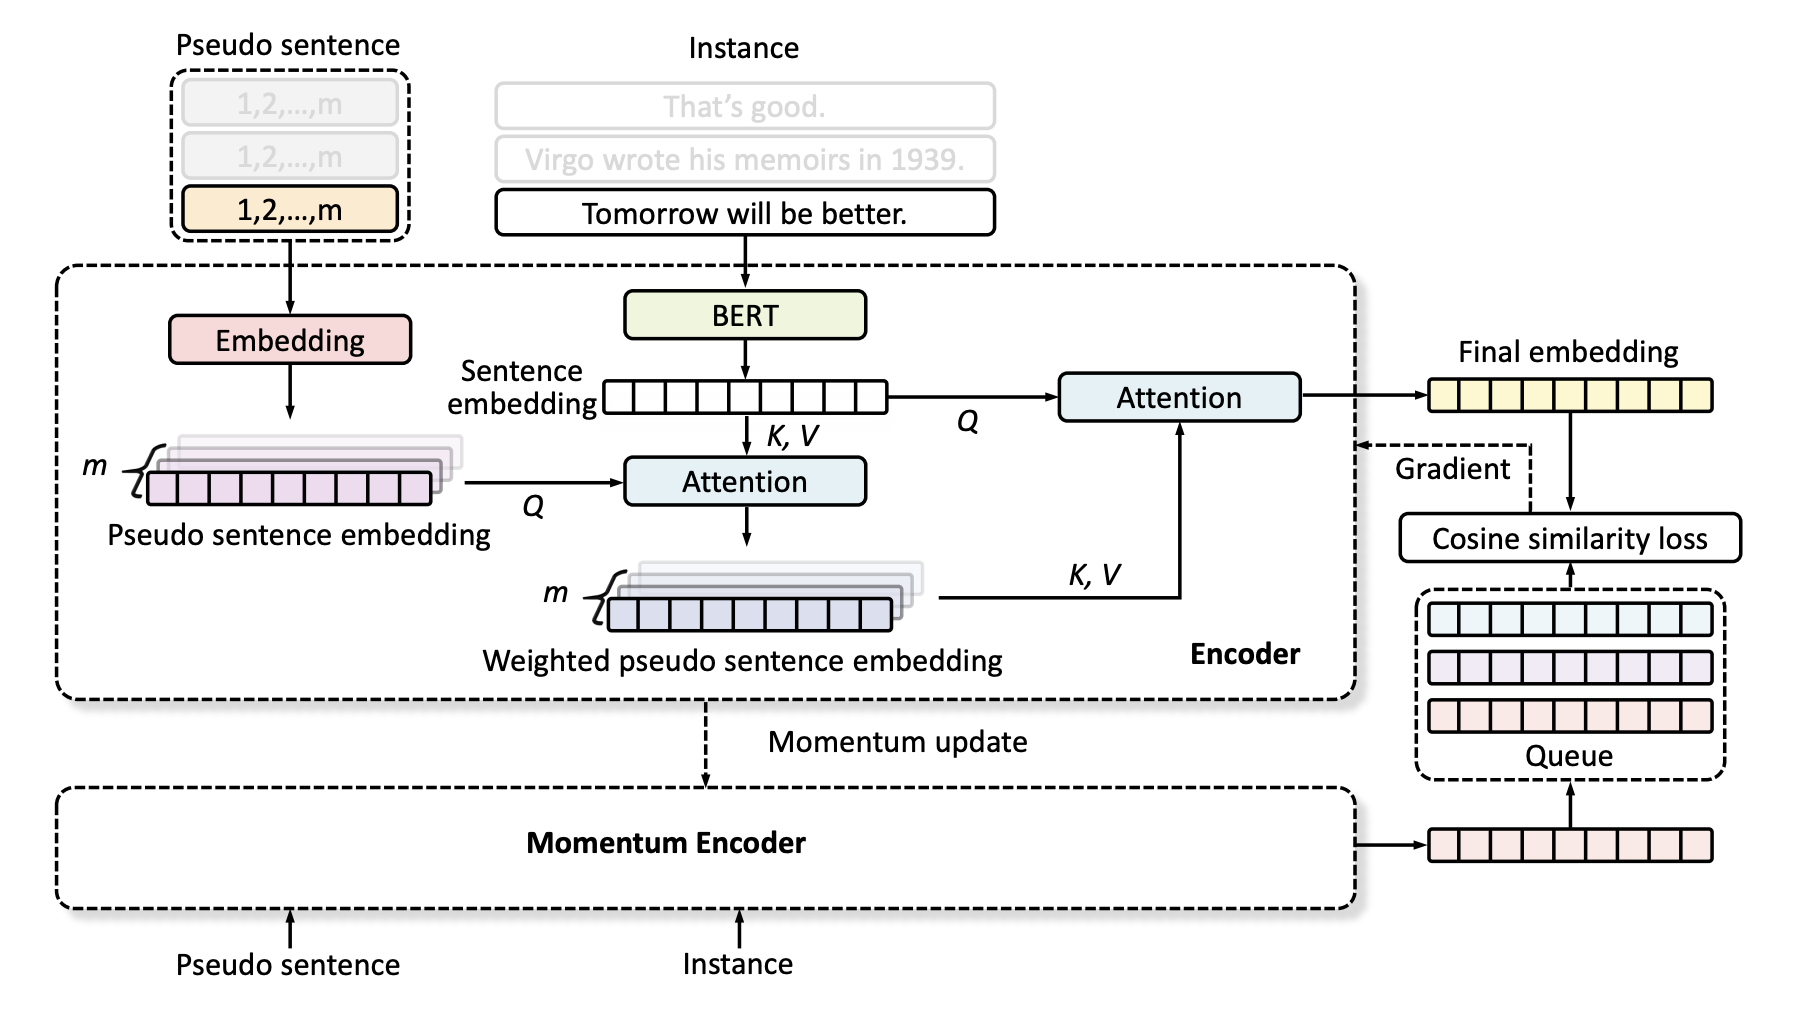 Pseudo sentence
1,2,...,m
1,2,...,m
1,2,...,m
Instance
That's good.
Virgo wrote his memoirs in 1939.
Tomorrow will be better.
Embedding
BERT
Sentence
embedding
Q
Attention
Final embedding
K, V
m
Q
Attention
Pseudo sentence embedding
Gradient
Cosine similarity loss
m
K, V
Weighted pseudo sentence embedding
Encoder
Queue
Momentum update
Momentum Encoder
Pseudo sentence
Instance